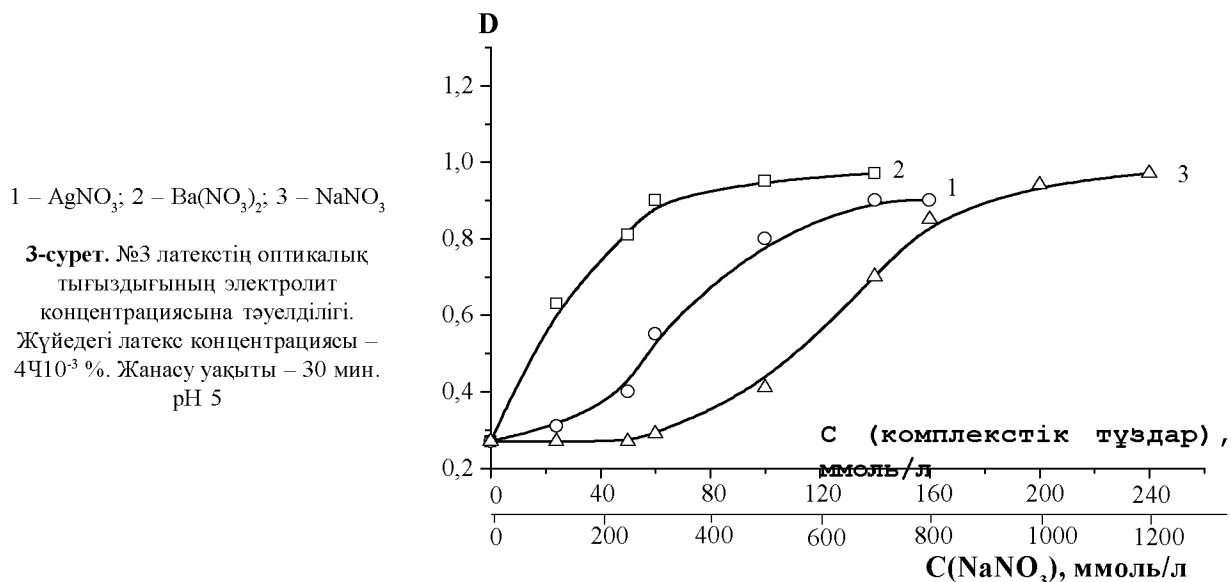 1 – AgNO₃; 2 – Ba(NO₃)₂; 3 – NaNO₃
3-сурет. №3 латекстің оптикалық
тығыздығының электролит
концентрациясына тәуелділігі.
Жүйедегі латекс концентрациясы –
4Ч10⁻³ %. Жанасу уақыты – 30 мин.
рН 5
D
1,2
1,0
0,8
0,6
0,4
0,2
2
1
3
С (комплекстік тұздар),
ммоль/л
0 40 80 120 160 200 240
0 200 400 600 800 1000 1200
C(NaNO₃), ммоль/л